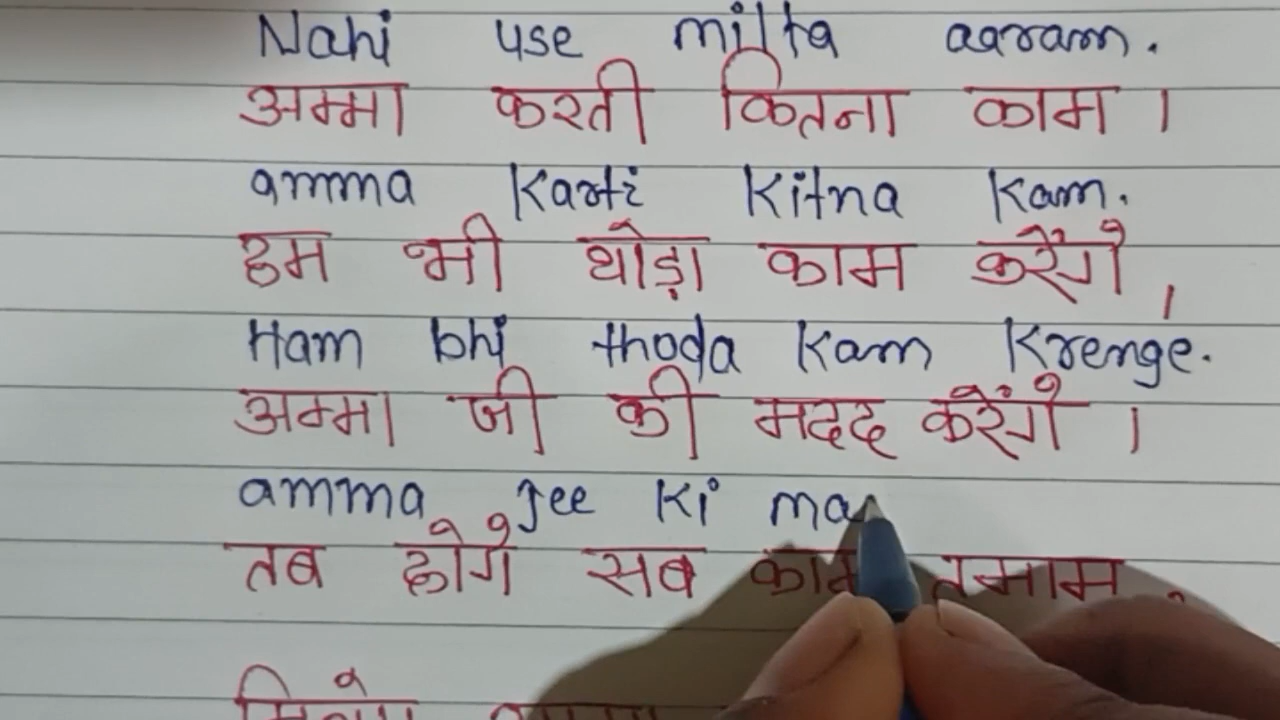 Nahi use milta aaram.
अम्मा करती कितना काम ।
amma Karti Kitna Kam.
हम भी थोड़ा काम करेंगे ,
Ham bhi thoda Kam Krenge.
अम्मा जी की मदद करेंगे ।
amma Jee Ki ma
तब होगे सब काम तमाम .